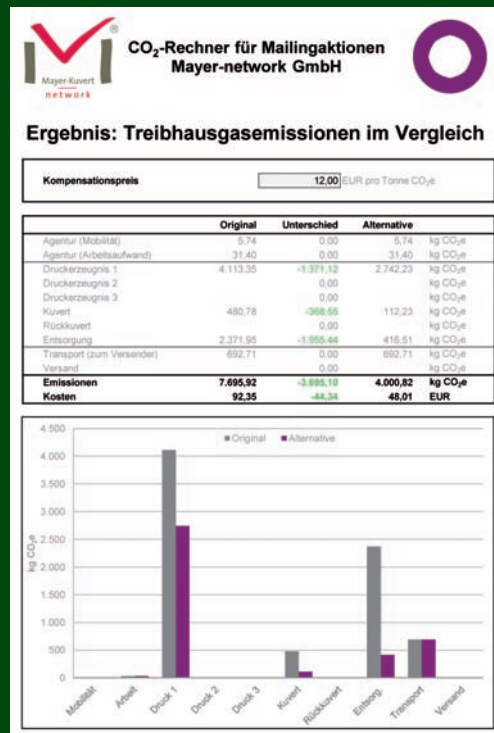 Mayer-Kuvert
network
CO₂-Rechner für Mailingaktionen
Mayer-network GmbH
Ergebnis: Treibhausgasemissionen im Vergleich
Kompensationspreis 12,00 EUR pro Tonne CO₂e
Original Unterschied Alternative
Agentur (Mobilität) 5,74 0,00 5,74 kg CO₂e
Agentur (Arbeitsaufwand) 31,40 0,00 31,40 kg CO₂e
Druckerzeugnis 1 4.113,35 -1.371,12 2.742,23 kg CO₂e
Druckerzeugnis 2 0,00 kg CO₂e
Druckerzeugnis 3 0,00 kg CO₂e
Kuvert 480,78 -368,55 112,23 kg CO₂e
Rückkuvert 0,00 kg CO₂e
Entsorgung 2.371,95 -1.955,44 416,51 kg CO₂e
Transport (zum Versender) 692,71 0,00 692,71 kg CO₂e
Versand 0,00 kg CO₂e
Emissionen 7.695,92 -3.695,10 4.000,82 kg CO₂e
Kosten 92,35 -44,34 48,01 EUR
Original Alternative
kg CO₂e
4.500
4.000
3.500
3.000
2.500
2.000
1.500
1.000
500
0
Mobilität
Arbeit
Druck 1
Druck 2
Druck 3
Kuvert
Rückkuvert
Entsorg.
Transport
Versand